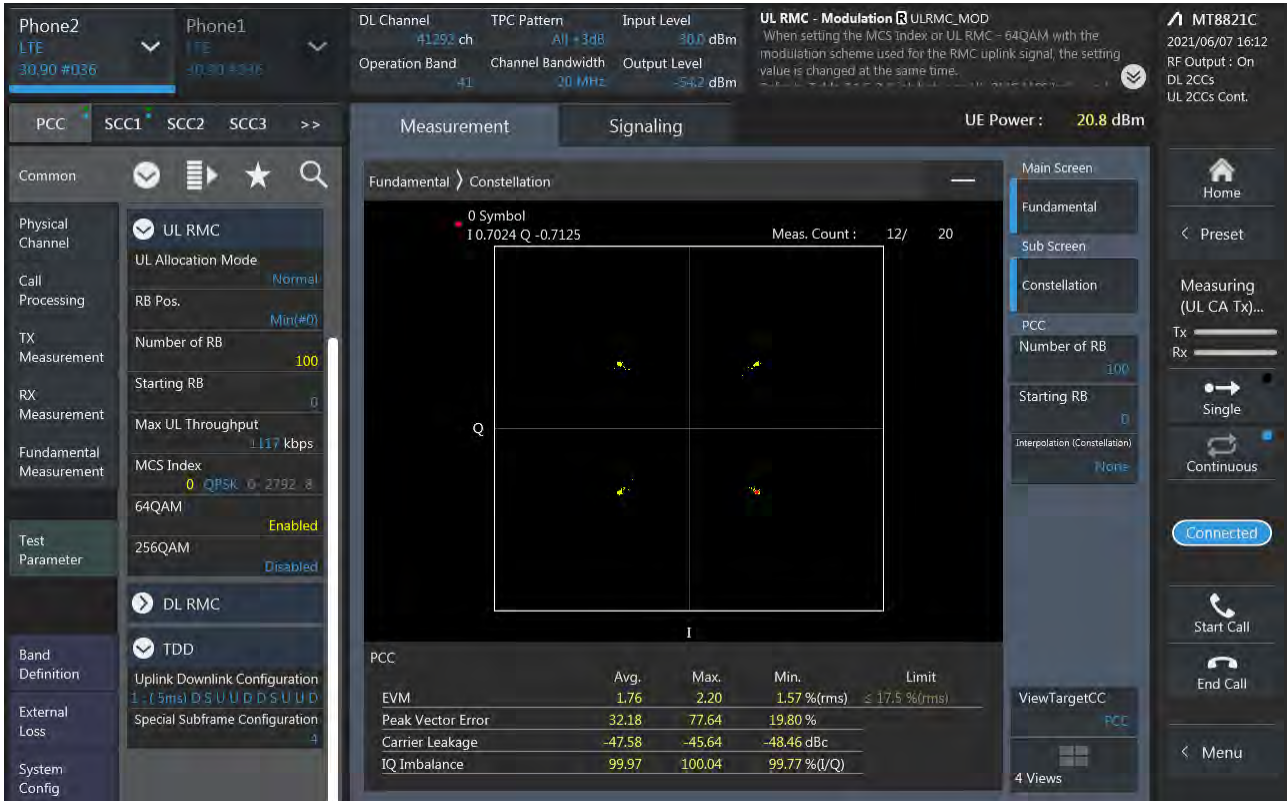 Phone2
LTE
30.90 #036
Phone1
LTE
30.90 #036
DL Channel
41292 ch
Operation Band
41
TPC Pattern
All +3dB
Channel Bandwidth
20 MHz
Input Level
30.0 dBm
Output Level
-54.2 dBm
UL RMC - Modulation R ULRMC_MOD
When setting the MCS Index or UL RMC – 64QAM with the
modulation scheme used for the RMC uplink signal, the setting
value is changed at the same time.
MT8821C
2021/06/07 16:12
RF Output : On
DL 2CCs
UL 2CCs Cont.
PCC SCC1 SCC2 SCC3 >>
Measurement Signaling
UE Power : 20.8 dBm
Common
Physical
Channel
Call
Processing
TX
Measurement
RX
Measurement
Fundamental
Measurement
Test
Parameter
Band
Definition
External
Loss
System
Config
UL RMC
UL Allocation Mode
Normal
RB Pos.
Min(#0)
Number of RB
100
Starting RB
0
Max UL Throughput
1117 kbps
MCS Index
0 QPSK 0 2792 8
64QAM
Enabled
256QAM
Disabled
DL RMC
TDD
Uplink Downlink Configuration
1 : ( 5ms) D S U U D D S U U D
Special Subframe Configuration
4
Fundamental 〉 Constellation
0 Symbol
I 0.7024 Q -0.7125
Meas. Count : 12/ 20
Q
I
PCC
Avg. Max. Min. Limit
EVM 1.76 2.20 1.57 %(rms) ≤ 17.5 %(rms)
Peak Vector Error 32.18 77.64 19.80 %
Carrier Leakage -47.58 -45.64 -48.46 dBc
IQ Imbalance 99.97 100.04 99.77 %(I/Q)
Main Screen
Fundamental
Sub Screen
Constellation
PCC
Number of RB
100
Starting RB
0
Interpolation (Constellation)
None
ViewTargetCC
PCC
4 Views
Home
< Preset
Measuring
(UL CA Tx)...
Tx
Rx
Single
Continuous
Connected
Start Call
End Call
< Menu